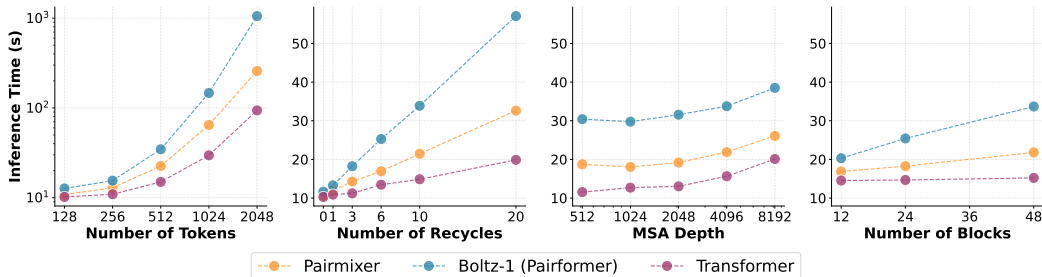 Inference Time (s)
10³
10²
10¹
128 256 512 1024 2048
Number of Tokens
50
40
30
20
10
0 1 3 6 10 20
Number of Recycles
50
40
30
20
10
512 1024 2048 4096 8192
MSA Depth
50
40
30
20
10
12 24 36 48
Number of Blocks
Pairmixer Boltz-1 (Pairformer) Transformer